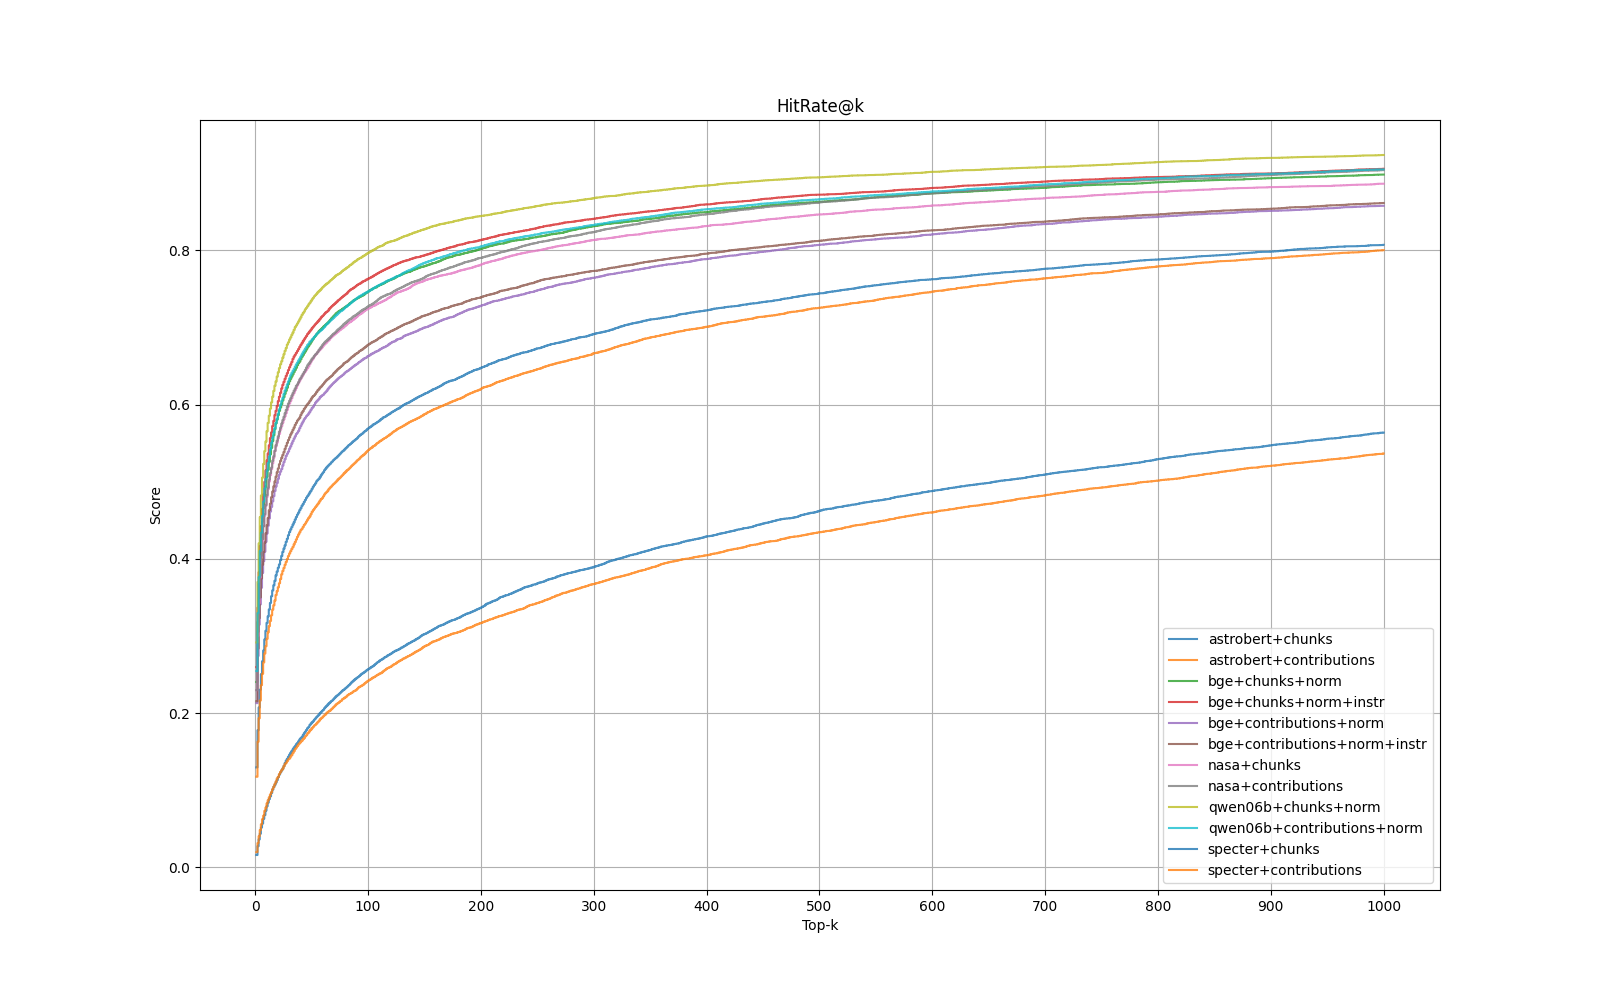 HitRate@k
Score
0.8
0.6
0.4
0.2
0.0
0 100 200 300 400 500 600 700 800 900 1000
Top-k
astrobert+chunks
astrobert+contributions
bge+chunks+norm
bge+chunks+norm+instr
bge+contributions+norm
bge+contributions+norm+instr
nasa+chunks
nasa+contributions
qwen06b+chunks+norm
qwen06b+contributions+norm
specter+chunks
specter+contributions